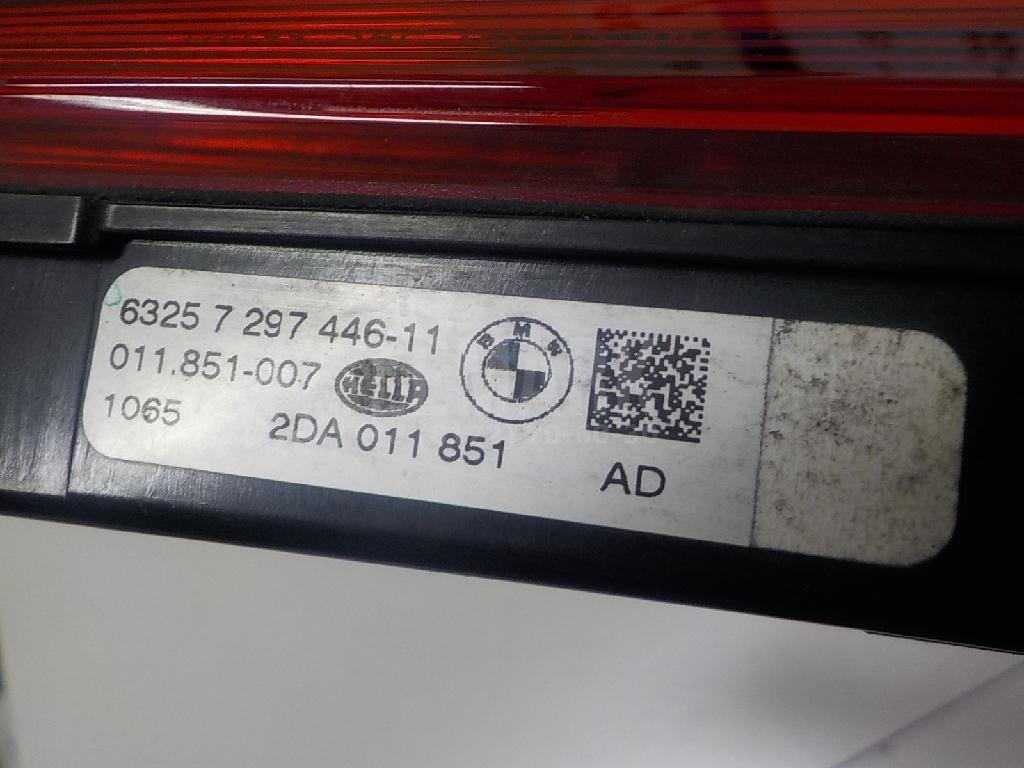 6325 7 297 446-11
011.851-007 HELLA BMW
1065
2DA 011 851
AD